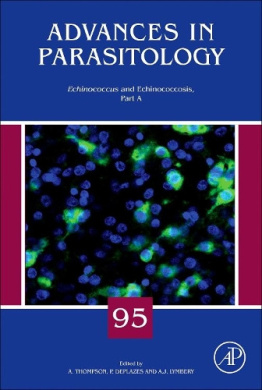 ADVANCES IN
PARASITOLOGY
Echinococcus and Echinococcosis,
Part A
95
Edited by
A. THOMPSON, P. DEPLAZES AND A.J. LYMBERY
AP